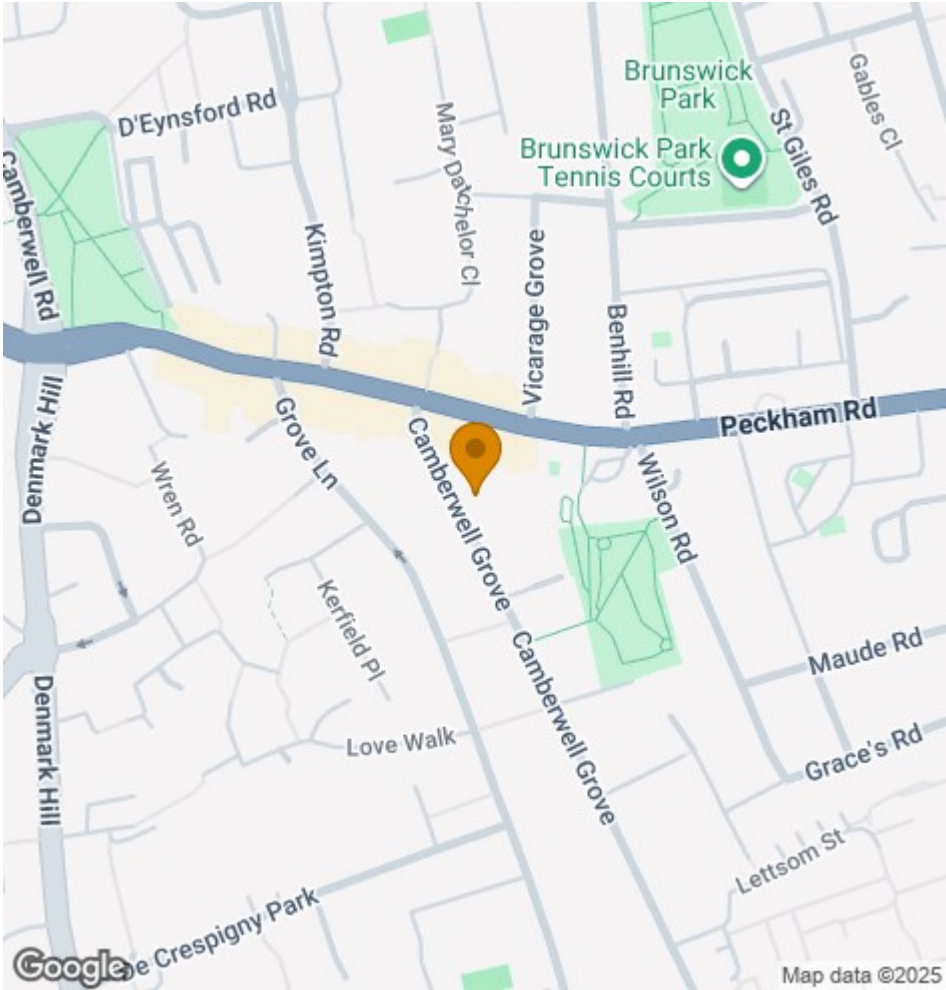 Brunswick
Park
Gables Cl
D'Eynsford Rd
Mary Datchelor Cl
St Giles Rd
Brunswick Park
Tennis Courts
Camberwell Rd
Kimpton Rd
Vicarage Grove
Benhill Rd
Peckham Rd
Denmark Hill
Grove Ln
Camberwell Grove
Wilson Rd
Wren Rd
Kerfield Pl
Camberwell Grove
Maude Rd
Denmark Hill
Love Walk
Grace's Rd
Lettsom St
Crespigny Park
Google
Map data ©2025